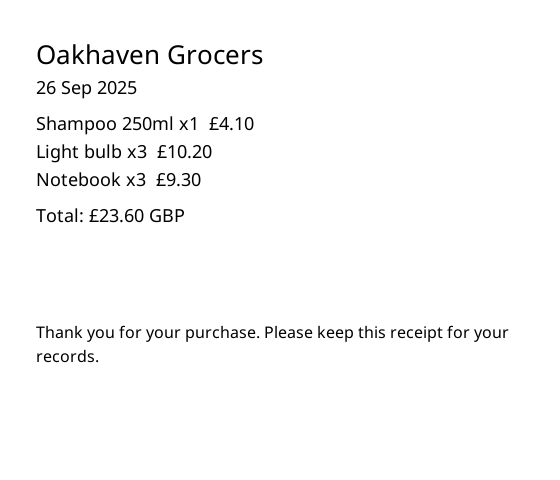 Oakhaven Grocers
26 Sep 2025
Shampoo 250ml x1  £4.10
Light bulb x3  £10.20
Notebook x3  £9.30
Total: £23.60 GBP
Thank you for your purchase. Please keep this receipt for your
records.